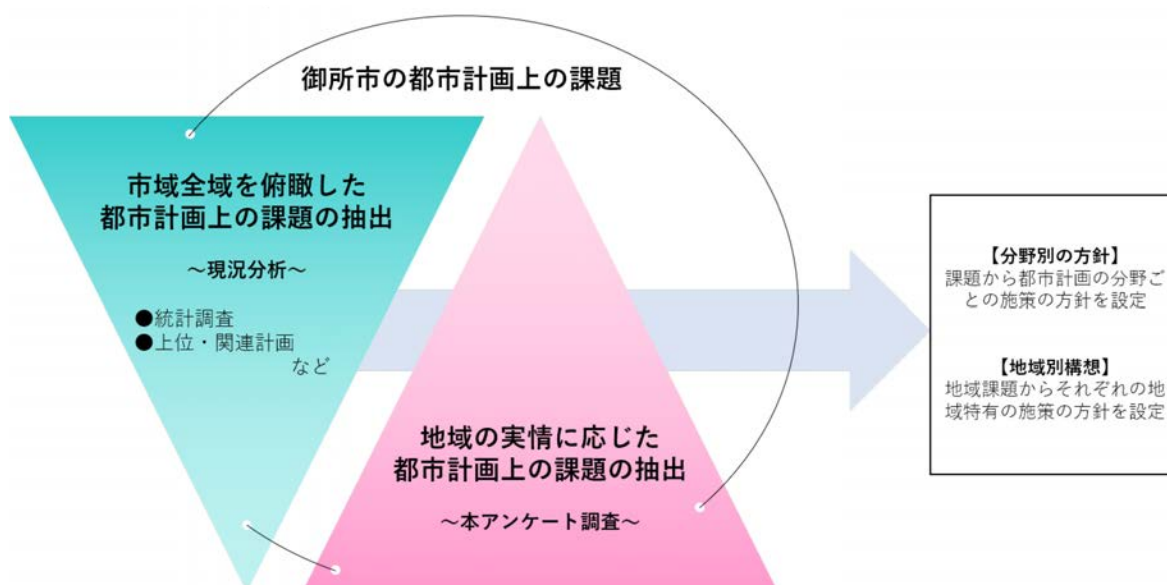 御所市の都市計画上の課題
市域全域を俯瞰した
都市計画上の課題の抽出
～現況分析～
●統計調査
●上位・関連計画
など
地域の実情に応じた
都市計画上の課題の抽出
～本アンケート調査～
【分野別の方針】
課題から都市計画の分野ご
との施策の方針を設定
【地域別構想】
地域課題からそれぞれの地
域特有の施策の方針を設定